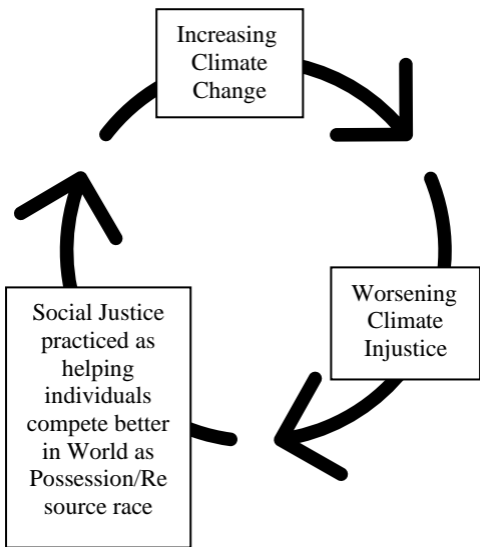 Increasing
Climate
Change
Worsening
Climate
Injustice
Social Justice
practiced as
helping
individuals
compete better
in World as
Possession/Re
source race